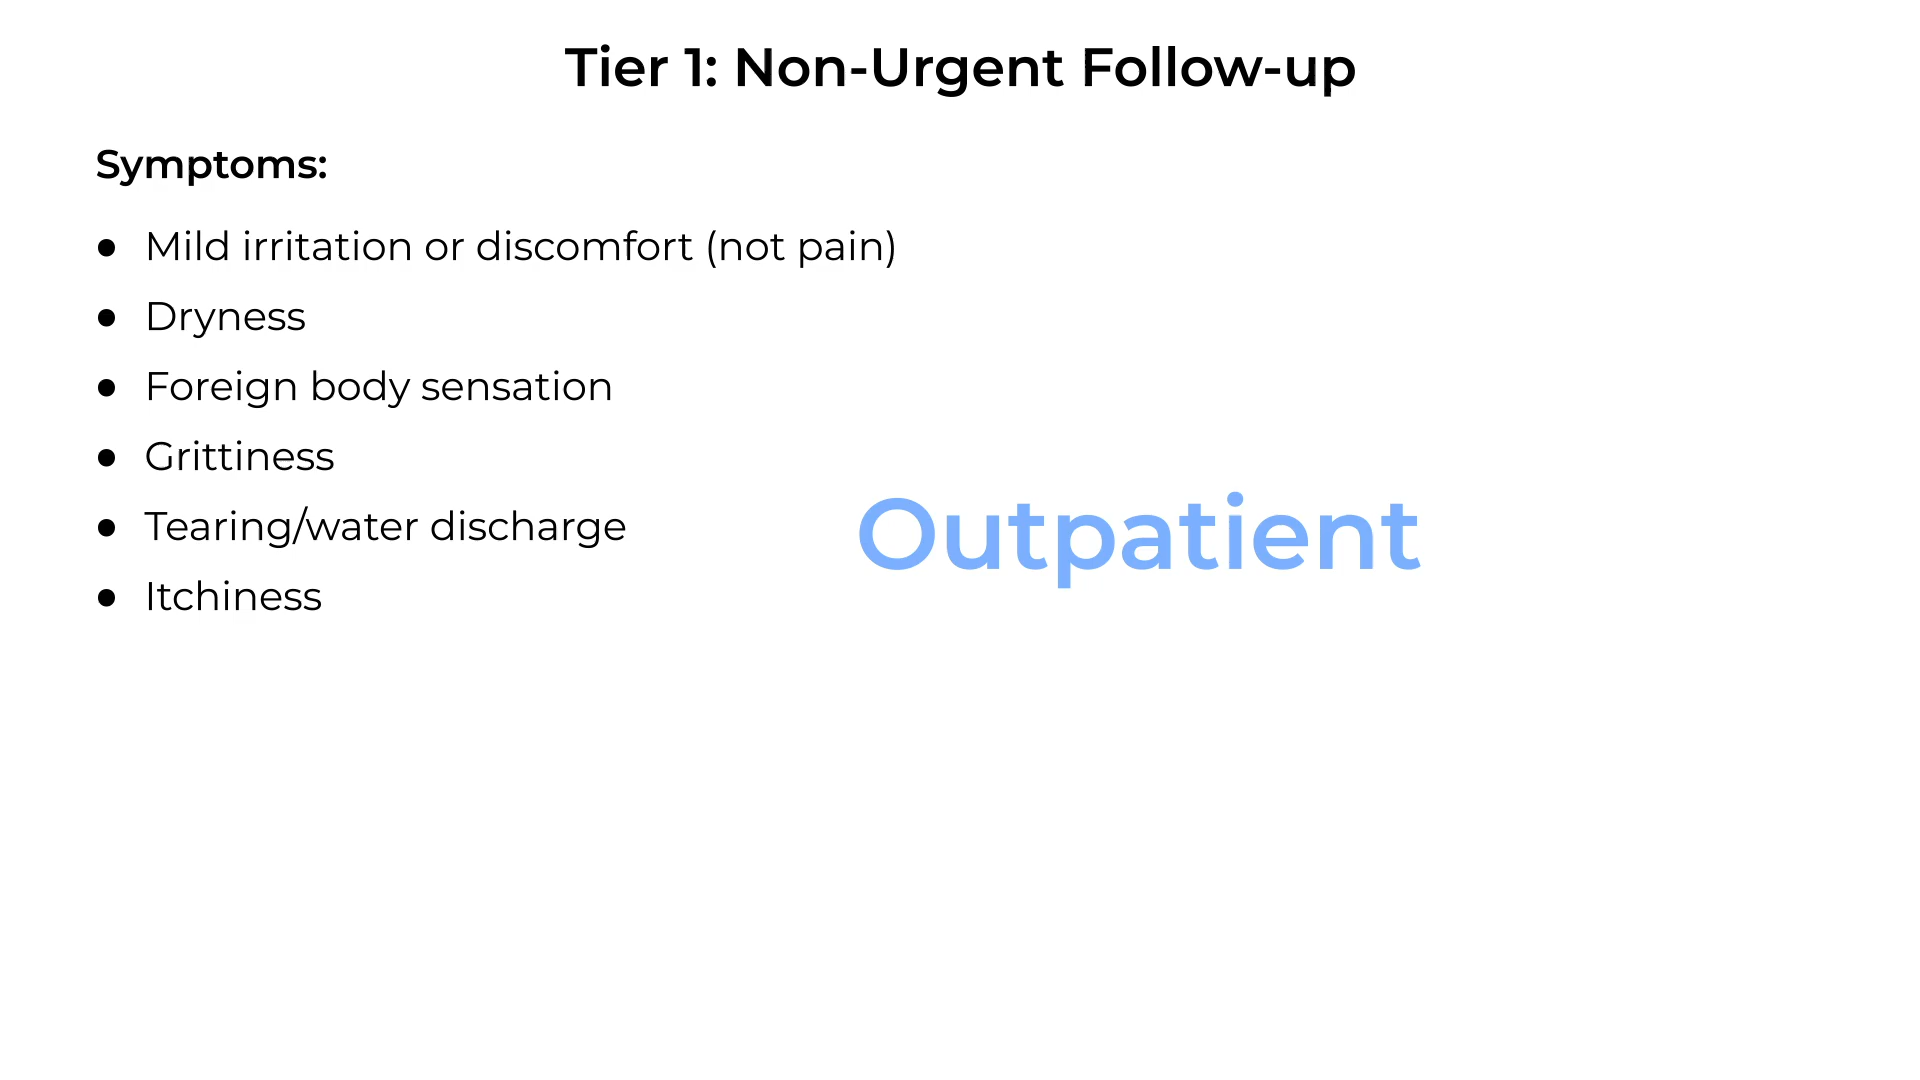 Tier 1: Non-Urgent Follow-up
Symptoms:
● Mild irritation or discomfort (not pain)
● Dryness
● Foreign body sensation
● Grittiness
● Tearing/water discharge
● Itchiness
Outpatient